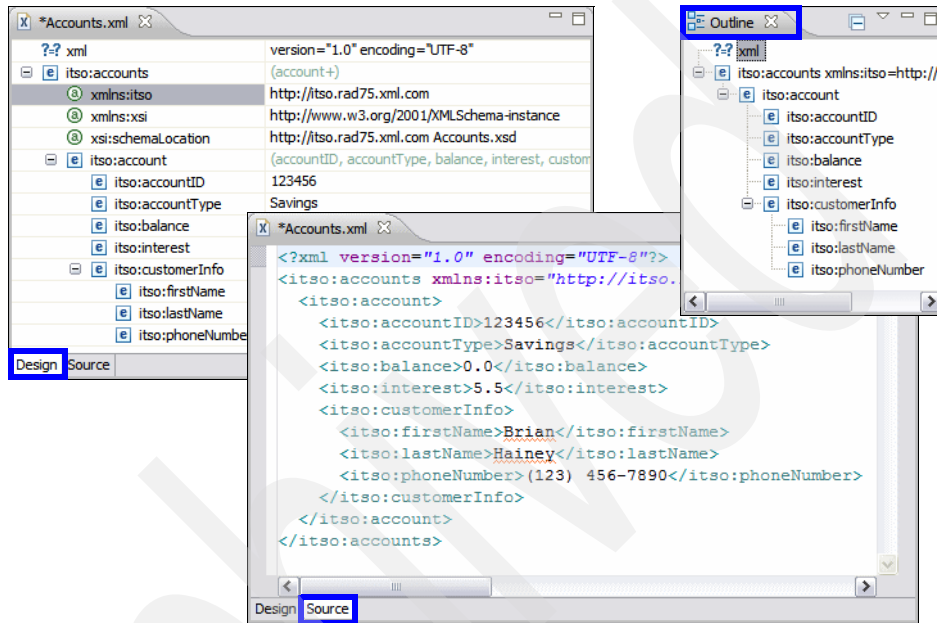 *Accounts.xml
?=? xml version="1.0" encoding="UTF-8"
e itso:accounts (account+)
a xmlns:itso http://itso.rad75.xml.com
a xmlns:xsi http://www.w3.org/2001/XMLSchema-instance
a xsi:schemaLocation http://itso.rad75.xml.com Accounts.xsd
e itso:account (accountID, accountType, balance, interest, custom
e itso:accountID 123456
e itso:accountType Savings
e itso:balance
e itso:interest
e itso:customerInfo
e itso:firstName
e itso:lastName
e itso:phoneNumbe
Design Source
*Accounts.xml
<?xml version="1.0" encoding="UTF-8"?>
<itso:accounts xmlns:itso="http://itso.
<itso:account>
<itso:accountID>123456</itso:accountID>
<itso:accountType>Savings</itso:accountType>
<itso:balance>0.0</itso:balance>
<itso:interest>5.5</itso:interest>
<itso:customerInfo>
<itso:firstName>Brian</itso:firstName>
<itso:lastName>Hainey</itso:lastName>
<itso:phoneNumber>(123) 456-7890</itso:phoneNumber>
</itso:customerInfo>
</itso:account>
</itso:accounts>
Design Source
Outline
?=? xml
e itso:accounts xmlns:itso=http://
e itso:account
e itso:accountID
e itso:accountType
e itso:balance
e itso:interest
e itso:customerInfo
e itso:firstName
e itso:lastName
e itso:phoneNumber